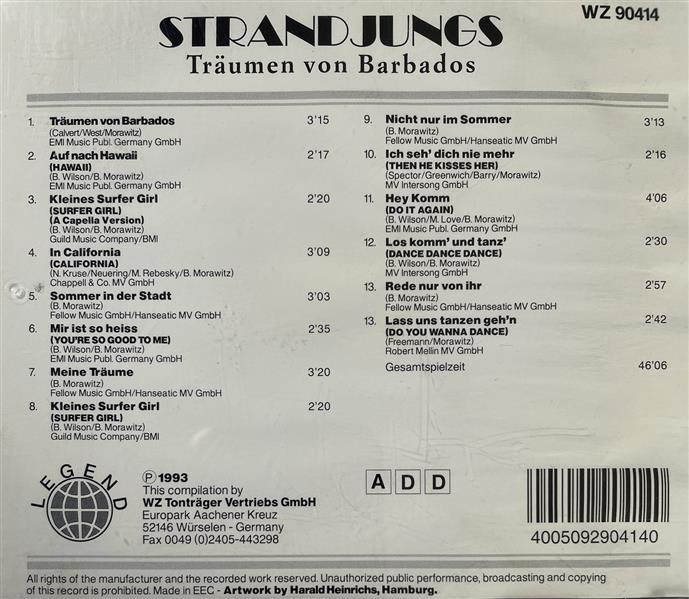 STRANDJUNGS
WZ 90414
Träumen von Barbados
1. Träumen von Barbados 3'15
(Calvert/West/Morawitz)
EMI Music Publ. Germany GmbH
2. Auf nach Hawaii 2'17
(HAWAII)
(B. Wilson/B. Morawitz)
EMI Music Publ. Germany GmbH
3. Kleines Surfer Girl 2'20
(SURFER GIRL)
(A Capella Version)
(B. Wilson/B. Morawitz)
Guild Music Company/BMI
4. In California 3'09
(CALIFORNIA)
(N. Kruse/Neuering/M. Rebesky/B. Morawitz)
Chappell & Co. MV GmbH
5. Sommer in der Stadt 3'03
(B. Morawitz)
Fellow Music GmbH/Hanseatic MV GmbH
6. Mir ist so heiss 2'35
(YOU'RE SO GOOD TO ME)
(B. Wilson/B. Morawitz)
EMI Music Publ. Germany GmbH
7. Meine Träume 3'20
(B. Morawitz)
Fellow Music GmbH/Hanseatic MV GmbH
8. Kleines Surfer Girl 2'20
(SURFER GIRL)
(B. Wilson/B. Morawitz)
Guild Music Company/BMI
9. Nicht nur im Sommer 3'13
(B. Morawitz)
Fellow Music GmbH/Hanseatic MV GmbH
10. Ich seh' dich nie mehr 2'16
(THEN HE KISSES HER)
(Spector/Greenwich/Barry/Morawitz)
MV Intersong GmbH
11. Hey Komm 4'06
(DO IT AGAIN)
(B. Wilson/M. Love/B. Morawitz)
EMI Music Publ. Germany GmbH
12. Los komm' und tanz' 2'30
(DANCE DANCE DANCE)
(B. Wilson/B. Morawitz)
MV Intersong GmbH
13. Rede nur von ihr 2'57
(B. Morawitz)
Fellow Music GmbH/Hanseatic MV GmbH
13. Lass uns tanzen geh'n 2'42
(DO YOU WANNA DANCE)
(Freemann/Morawitz)
Robert Mellin MV GmbH
Gesamtspielzeit 46'06
LEGEND
Ⓟ 1993
This compilation by
WZ Tonträger Vertriebs GmbH
Europark Aachener Kreuz
52146 Würselen - Germany
Fax 0049 (0)2405-443298
A D D
4005092904140
All rights of the manufacturer and the recorded work reserved. Unauthorized public performance, broadcasting and copying
of this record is prohibited. Made in EEC - Artwork by Harald Heinrichs, Hamburg.